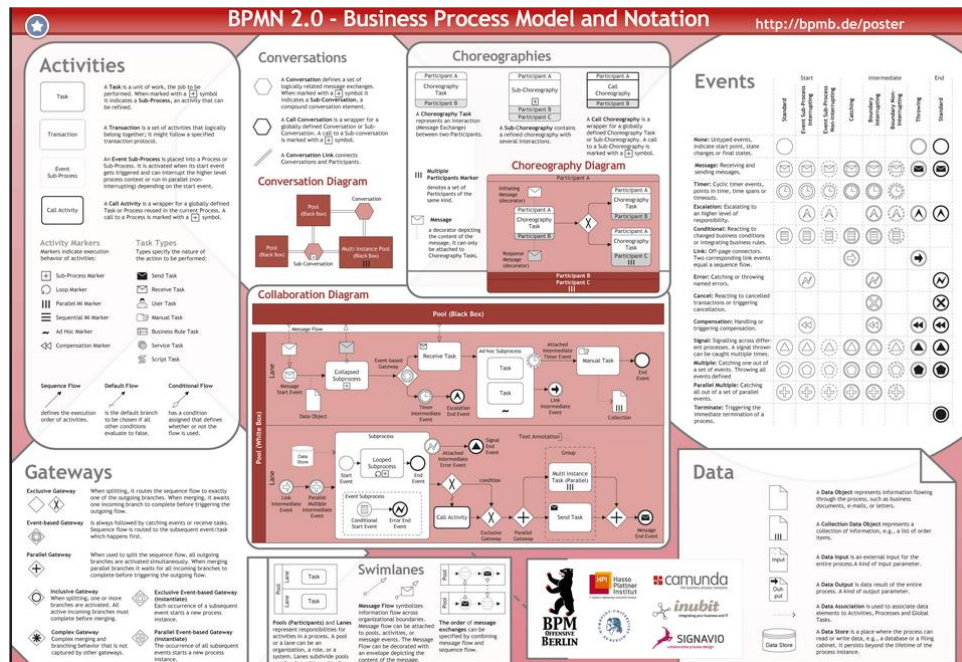 BPMN 2.0 - Business Process Model and Notation
http://bpmb.de/poster
Activities
Task
A Task is a unit of work, the job to be
performed. When marked with a + symbol
it indicates a Sub-Process, an activity that can
be refined.
Transaction
A Transaction is a set of activities that logically
belong together; it might follow a specified
transaction protocol.
Event
Sub-Process
An Event Sub-Process is placed into a Process or
Sub-Process. It is activated when its start event
gets triggered and can interrupt the higher level
process context or run in parallel (non-
interrupting) depending on the start event.
Call Activity
A Call Activity is a wrapper for a globally defined
Task or Process reused in the current Process. A
call to a Process is marked with a + symbol.
Activity Markers
Markers indicate execution
behavior of activities:
Sub-Process Marker
Loop Marker
Parallel MI Marker
Sequential MI Marker
Ad Hoc Marker
Compensation Marker
Task Types
Types specify the nature of
the action to be performed:
Send Task
Receive Task
User Task
Manual Task
Business Rule Task
Service Task
Script Task
Sequence Flow
defines the execution
order of activities.
Default Flow
is the default branch
to be chosen if all
other conditions
evaluate to false.
Conditional Flow
has a condition
assigned that defines
whether or not the
flow is used.
Conversations
A Conversation defines a set of
logically related message exchanges.
When marked with a + symbol it
indicates a Sub-Conversation, a
compound conversation element.
A Call Conversation is a wrapper for a
globally defined Conversation or Sub-
Conversation. A call to a Sub-conversation
is marked with a + symbol.
A Conversation Link connects
Conversations and Participants.
Conversation Diagram
Conversation
Pool
(Black Box)
Pool
(Black Box)
Multi Instance Pool
(Black Box)
Sub-Conversation
Choreographies
Participant A
Choreography
Task
Participant B
A Choreography Task
represents an Interaction
(Message Exchange)
between two Participants.
Participant A
Sub-Choreography
Participant B
Participant C
A Sub-Choreography contains
a refined choreography with
several Interactions.
Participant A
Call
Choreography
Participant B
A Call Choreography is a
wrapper for a globally
defined Choreography Task
or Sub-Choreography. A call
to a Sub-Choreography is
marked with a + symbol.
Multiple
Participants Marker
denotes a set of
Participants of the
same kind.
Message
a decorator depicting
the content of the
message. It can only
be attached to
Choreography Tasks.
Choreography Diagram
Participant A
Initiating
Message
(decorator)
Participant A
Choreography
Task
Participant B
Response
Message
(decorator)
Participant A
Choreography
Task
Participant B
Participant A
Choreography
Task
Participant C
Participant B
Participant C
Events
Start
Intermediate
End
Standard
Event Sub-Process
Interrupting
Event Sub-Process
Non-Interrupting
Catching
Boundary
Interrupting
Boundary Non-
Interrupting
Throwing
Standard
None: Untyped events,
indicate start point, state
changes or final states.
Message: Receiving and
sending messages.
Timer: Cyclic timer events,
points in time, time spans or
timeouts.
Escalation: Escalating to
an higher level of
responsibility.
Conditional: Reacting to
changed business conditions
or integrating business rules.
Link: Off-page connectors.
Two corresponding link events
equal a sequence flow.
Error: Catching or throwing
named errors.
Cancel: Reacting to cancelled
transactions or triggering
cancellation.
Compensation: Handling or
triggering compensation.
Signal: Signalling across
different processes. A signal thrown
can be caught multiple times.
Multiple: Catching one out of
a set of events. Throwing all
events defined
Parallel Multiple: Catching
all out of a set of parallel
events.
Terminate: Triggering the
immediate termination of a
process.
Collaboration Diagram
Pool (Black Box)
Message Flow
Pool (White Box)
Lane
Message
Start Event
Collapsed
Subprocess
Data Object
Event-based
Gateway
Receive Task
Timer
Intermediate
Event
Escalation
End Event
Ad-hoc Subprocess
Task
Task
Attached
Intermediate
Timer Event
Link
Intermediate
Event
Manual Task
Collection
End
Event
Lane
Data
Store
Link
Intermediate
Event
Parallel
Multiple
Intermediate
Event
Subprocess
Start
Event
Looped
Subprocess
End
Event
Event Subprocess
Conditional
Start Event
Error End
Event
Attached
Intermediate
Error Event
Signal
End
Event
Call Activity
condition
Exclusive
Gateway
Parallel
Gateway
Text Annotation
Group
Multi Instance
Task (Parallel)
Send Task
Message
End Event
Gateways
Exclusive Gateway
When splitting, it routes the sequence flow to exactly
one of the outgoing branches. When merging, it awaits
one incoming branch to complete before triggering the
outgoing flow.
Event-based Gateway
Is always followed by catching events or receive tasks.
Sequence flow is routed to the subsequent event/task
which happens first.
Parallel Gateway
When used to split the sequence flow, all outgoing
branches are activated simultaneously. When merging
parallel branches it waits for all incoming branches to
complete before triggering the outgoing flow.
Inclusive Gateway
When splitting, one or more
branches are activated. All
active incoming branches must
complete before merging.
Exclusive Event-based Gateway
(instantiate)
Each occurrence of a subsequent
event starts a new process
instance.
Complex Gateway
Complex merging and
branching behavior that is not
captured by other gateways.
Parallel Event-based Gateway
(instantiate)
The occurrence of all subsequent
events starts a new process
instance.
Swimlanes
Pool
Lane
Task
Lane
Task
Pools (Participants) and Lanes
represent responsibilities for
activities in a process. A pool
or a lane can be an
organization, a role, or a
system. Lanes subdivide pools
Message Flow symbolizes
information flow across
organizational boundaries.
Message flow can be attached
to pools, activities, or
message events. The Message
Flow can be decorated with
an envelope depicting the
content of the message.
Pool
Pool
The order of message
exchanges can be
specified by combining
message flow and
sequence flow.
BPM
OFFENSIVE
BERLIN
HPI
Hasso
Plattner
Institut
camunda
inubit
SIGNAVIO
Data
A Data Object represents information flowing
through the process, such as business
documents, e-mails, or letters.
A Collection Data Object represents a
collection of information, e.g., a list of order
items.
Input
A Data Input is an external input for the
entire process.A kind of input parameter.
Out-
put
A Data Output is data result of the entire
process. A kind of output parameter.
A Data Association is used to associate data
elements to Activities, Processes and Global
Tasks.
Data Store
A Data Store is a place where the process can
read or write data, e.g., a database or a filing
cabinet. It persists beyond the lifetime of
the process instance.